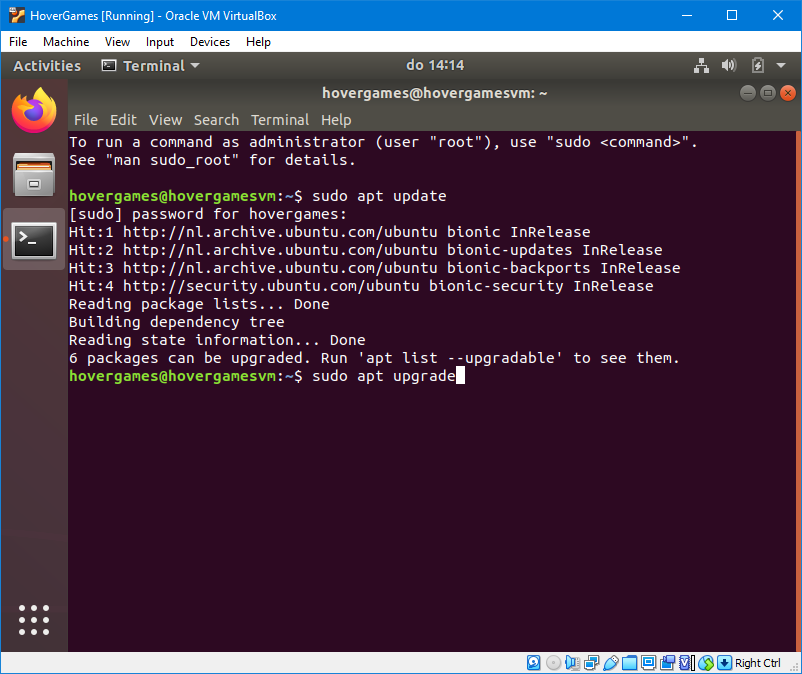 HoverGames [Running] - Oracle VM VirtualBox
File Machine View Input Devices Help
Activities Terminal do 14:14
hovergames@hovergamesvm: ~
File Edit View Search Terminal Help
To run a command as administrator (user "root"), use "sudo <command>".
See "man sudo_root" for details.
hovergames@hovergamesvm:~$ sudo apt update
[sudo] password for hovergames:
Hit:1 http://nl.archive.ubuntu.com/ubuntu bionic InRelease
Hit:2 http://nl.archive.ubuntu.com/ubuntu bionic-updates InRelease
Hit:3 http://nl.archive.ubuntu.com/ubuntu bionic-backports InRelease
Hit:4 http://security.ubuntu.com/ubuntu bionic-security InRelease
Reading package lists... Done
Building dependency tree
Reading state information... Done
6 packages can be upgraded. Run 'apt list --upgradable' to see them.
hovergames@hovergamesvm:~$ sudo apt upgrade
Right Ctrl